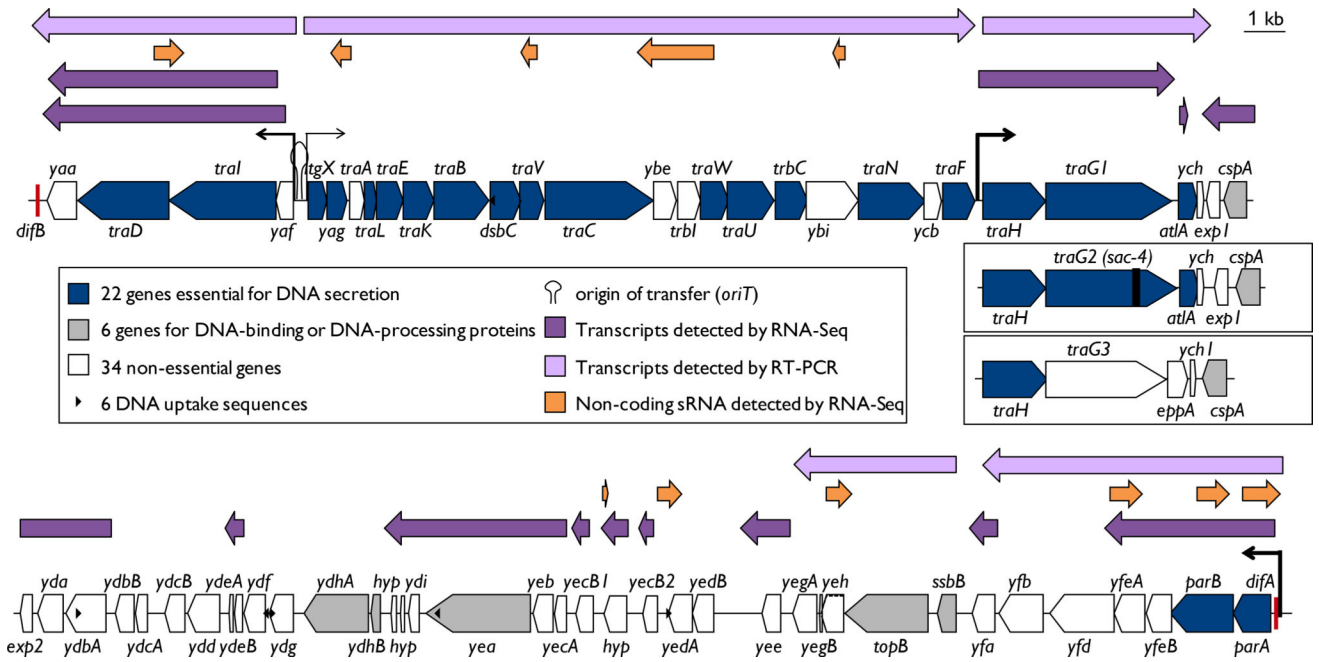 1 kb
yaa traI tgX traA traE traB traV ybe traW trbC traN traF traG1 ych cspA
difB traD yaf yag traL traK dsbC traC trbI traU ybi ycb traH atlA exp1
traG2 (sac-4) ych cspA
traH atlA exp1
traG3 ych1
traH eppA cspA
22 genes essential for DNA secretion
6 genes for DNA-binding or DNA-processing proteins
34 non-essential genes
6 DNA uptake sequences
origin of transfer (oriT)
Transcripts detected by RNA-Seq
Transcripts detected by RT-PCR
Non-coding sRNA detected by RNA-Seq
yda ydbB ydcB ydeA ydf ydhA hyp ydi yeb yecB1 yecB2 yedB yegA yeh ssbB yfb yfeA parB difA
exp2 ydbA ydcA ydd ydeB ydg ydhB hyp yea yecA hyp yedA yee yegB topB yfa yfd yfeB parA